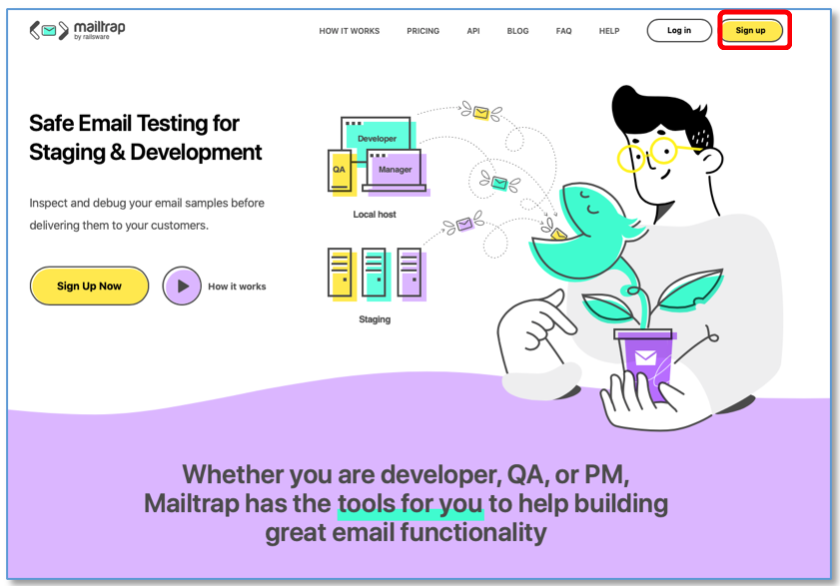 mailtrap
by railsware
HOW IT WORKS PRICING API BLOG FAQ HELP Log in Sign up
Safe Email Testing for
Staging & Development
Inspect and debug your email samples before
delivering them to your customers.
Sign Up Now
How it works
Developer
QA
Manager
Local host
Staging
Whether you are developer, QA, or PM,
Mailtrap has the tools for you to help building
great email functionality